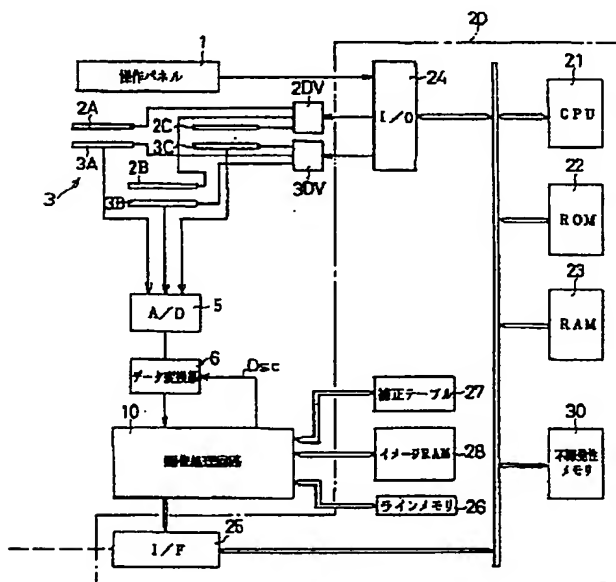 20
1
操作パネル
24
I/O
21
CPU
2A
2C
2DV
3A
3C
3DV
2B
3
3B
22
ROM
23
RAM
A/D
5
6
データ変換器
Dsc
10
画像処理回路
補正テーブル
27
イメージRAM
28
ラインメモリ
26
30
不揮発性
メモリ
25
I/F